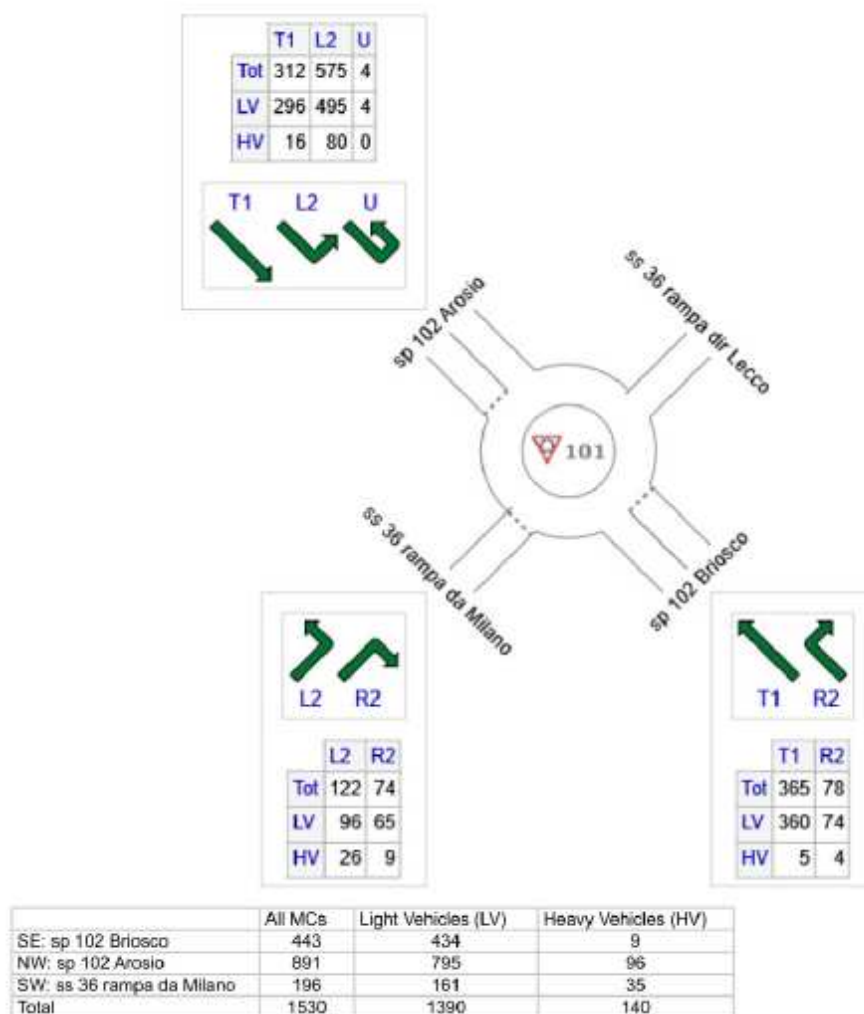 T1 L2 U
Tot 312 575 4
LV 296 495 4
HV 16 80 0
T1 L2 U
sp 102 Arosio
ss 36 rampa dir Lecco
101
ss 36 rampa da Milano
sp 102 Briosco
L2 R2
L2 R2
Tot 122 74
LV 96 65
HV 26 9
T1 R2
T1 R2
Tot 365 78
LV 360 74
HV 5 4
All MCs Light Vehicles (LV) Heavy Vehicles (HV)
SE: sp 102 Briosco 443 434 9
NW: sp 102 Arosio 891 795 96
SW: ss 36 rampa da Milano 196 161 35
Total 1530 1390 140